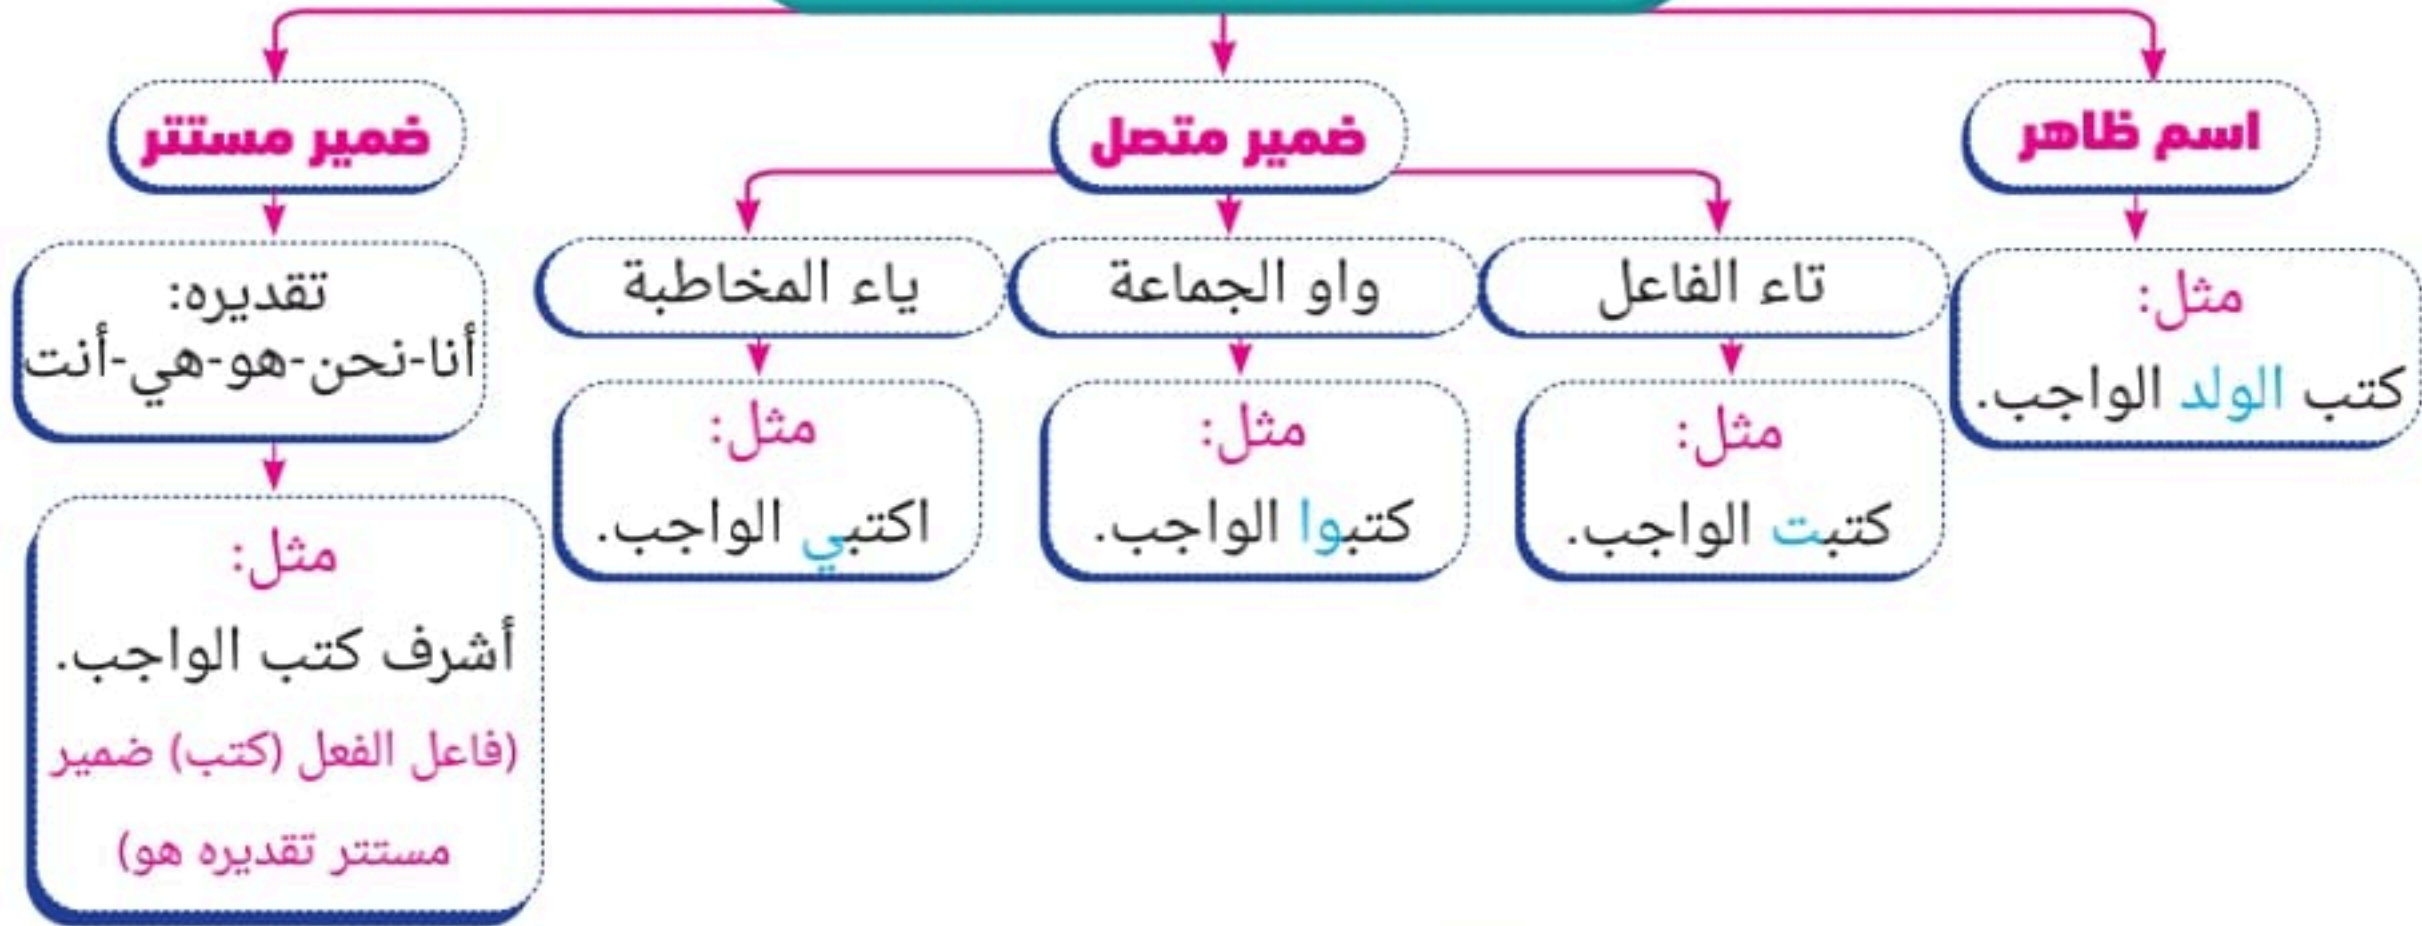 اسم ظاهر
مثل:
كتب الولد الواجب.
ضمير متصل
تاء الفاعل
مثل:
كتبت الواجب.
واو الجماعة
مثل:
كتبوا الواجب.
ياء المخاطبة
مثل:
اكتبي الواجب.
ضمير مستتر
تقديره:
أنا-نحن-هو-هي-أنت
مثل:
أشرف كتب الواجب.
(فاعل الفعل (كتب) ضمير
مستتر تقديره هو)